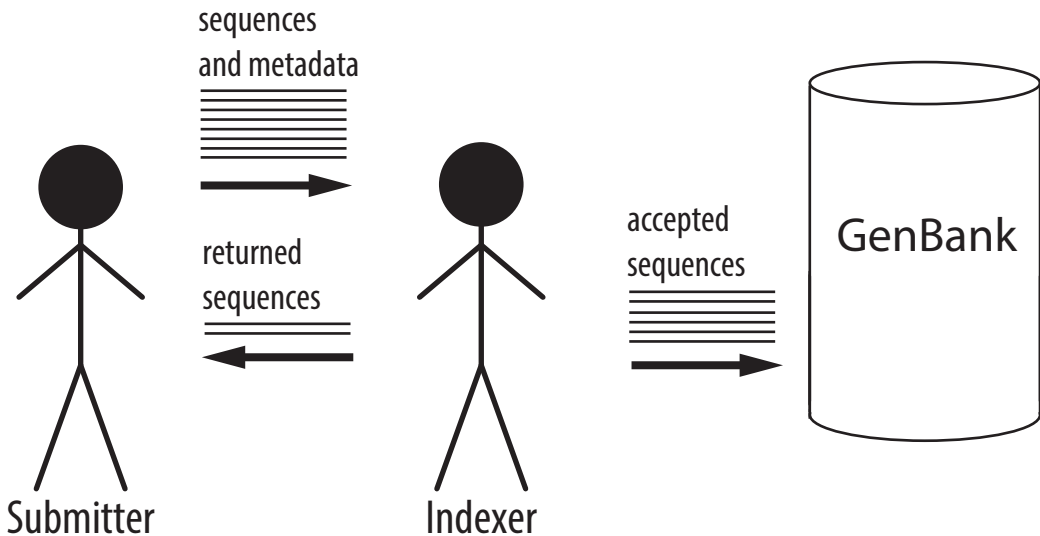 sequences
and metadata
returned
sequences
accepted
sequences
GenBank
Submitter
Indexer